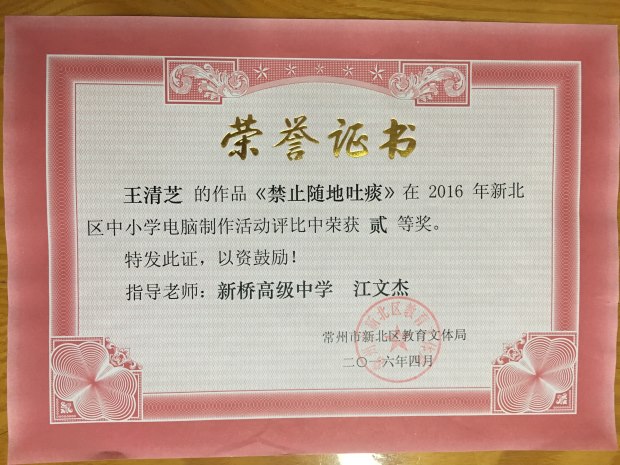 荣誉证书
王清芝 的作品《禁止随地吐痰》在 2016 年新北
区中小学电脑制作活动评比中荣获 贰 等奖。
特发此证，以资鼓励！
指导老师：新桥高级中学 江文杰
常州市新北区教育文体局
二〇一六年四月